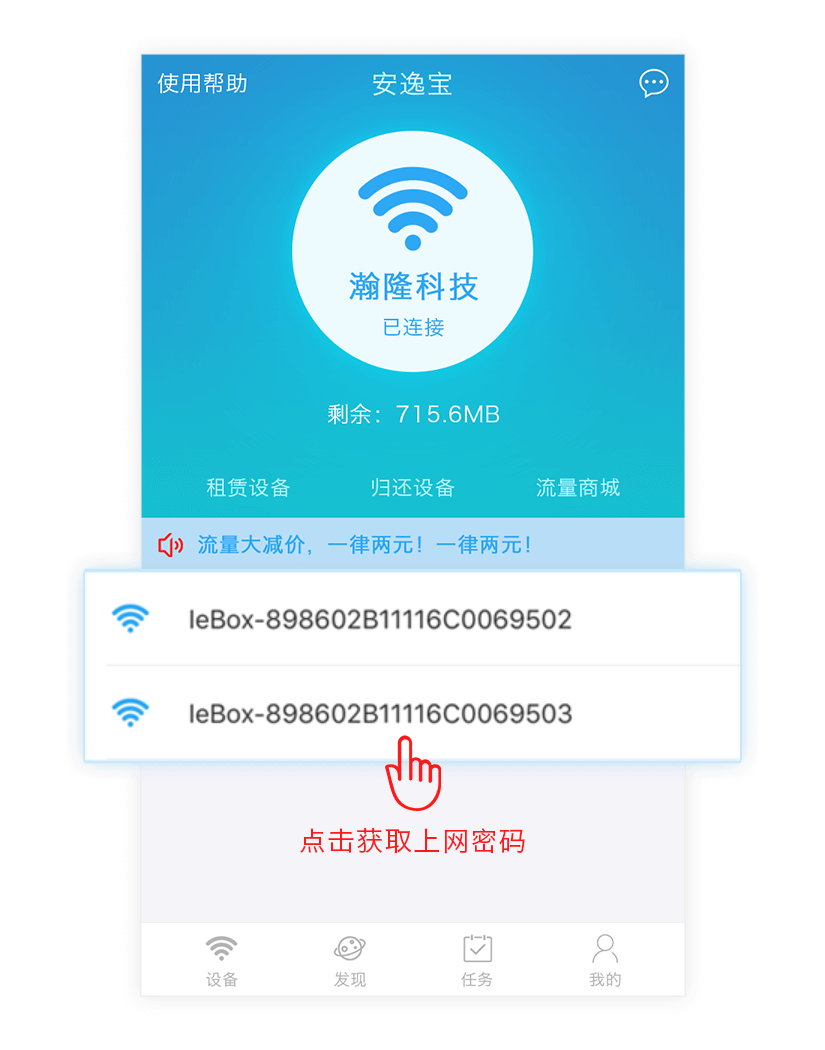 使用帮助 安逸宝
瀚隆科技
已连接
剩余：715.6MB
租赁设备 归还设备 流量商城
流量大减价，一律两元！一律两元！
leBox-898602B11116C0069502
leBox-898602B11116C0069503
点击获取上网密码
设备 发现 任务 我的